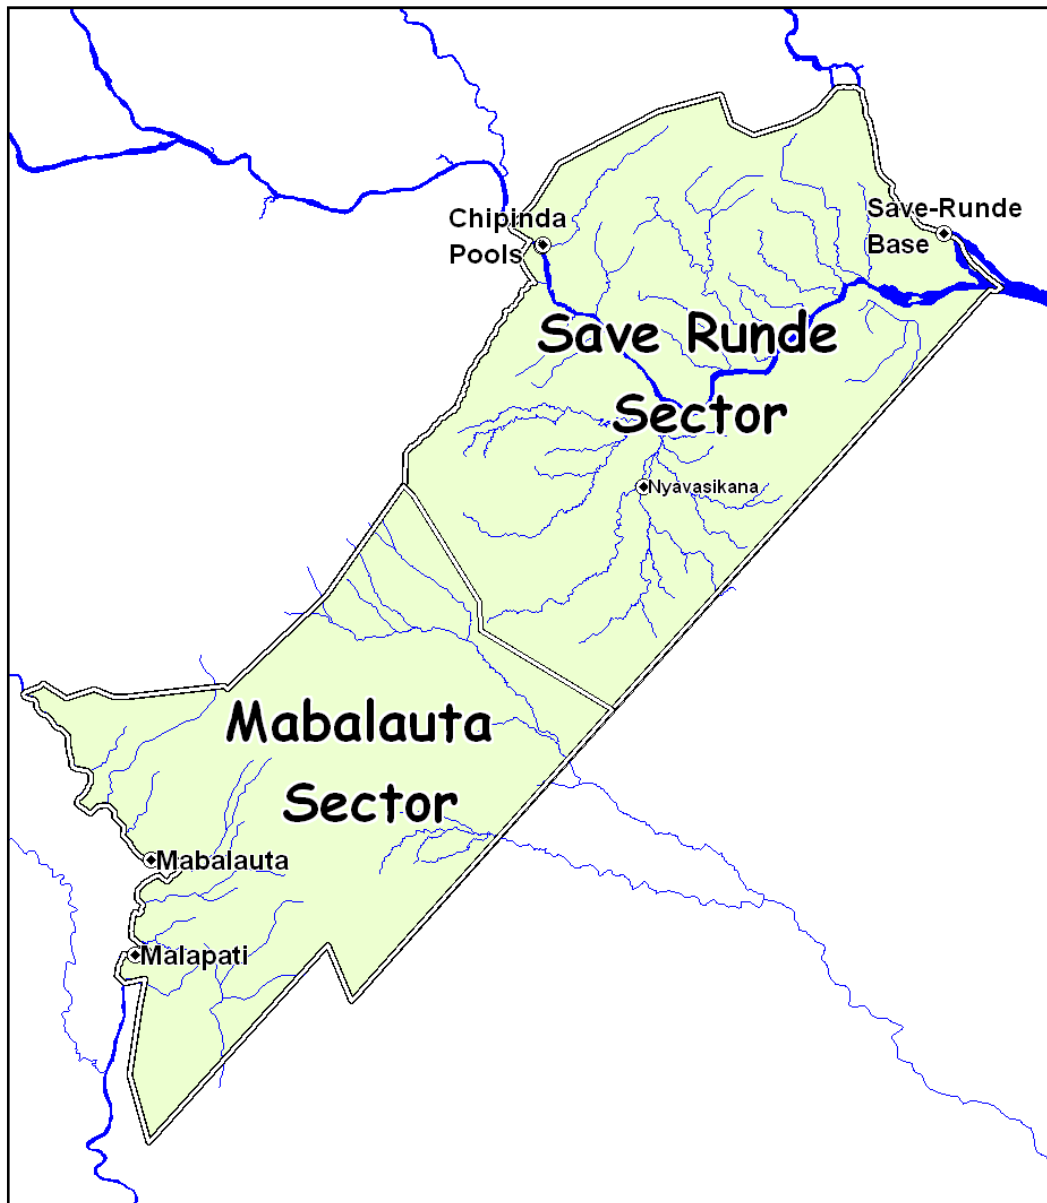 Chipinda
Pools
Save-Runde
Base
Save Runde
Sector
Nyavasikana
Mabalauta
Sector
Mabalauta
Malapati